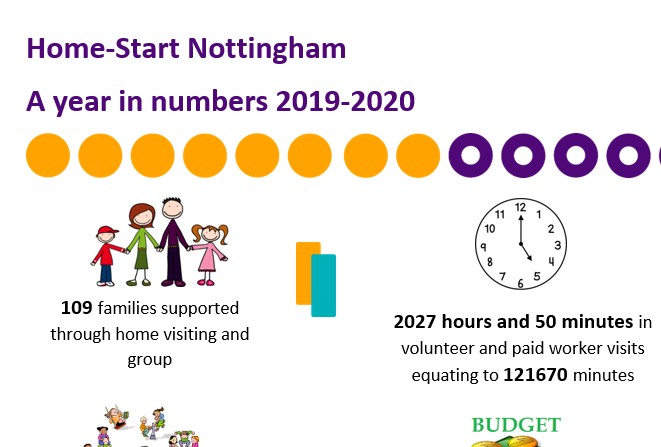 Home-Start Nottingham
A year in numbers 2019-2020
12
1
2
3
4
5
6
7
8
9
10
11
109 families supported
through home visiting and
group
2027 hours and 50 minutes in
volunteer and paid worker visits
equating to 121670 minutes
BUDGET